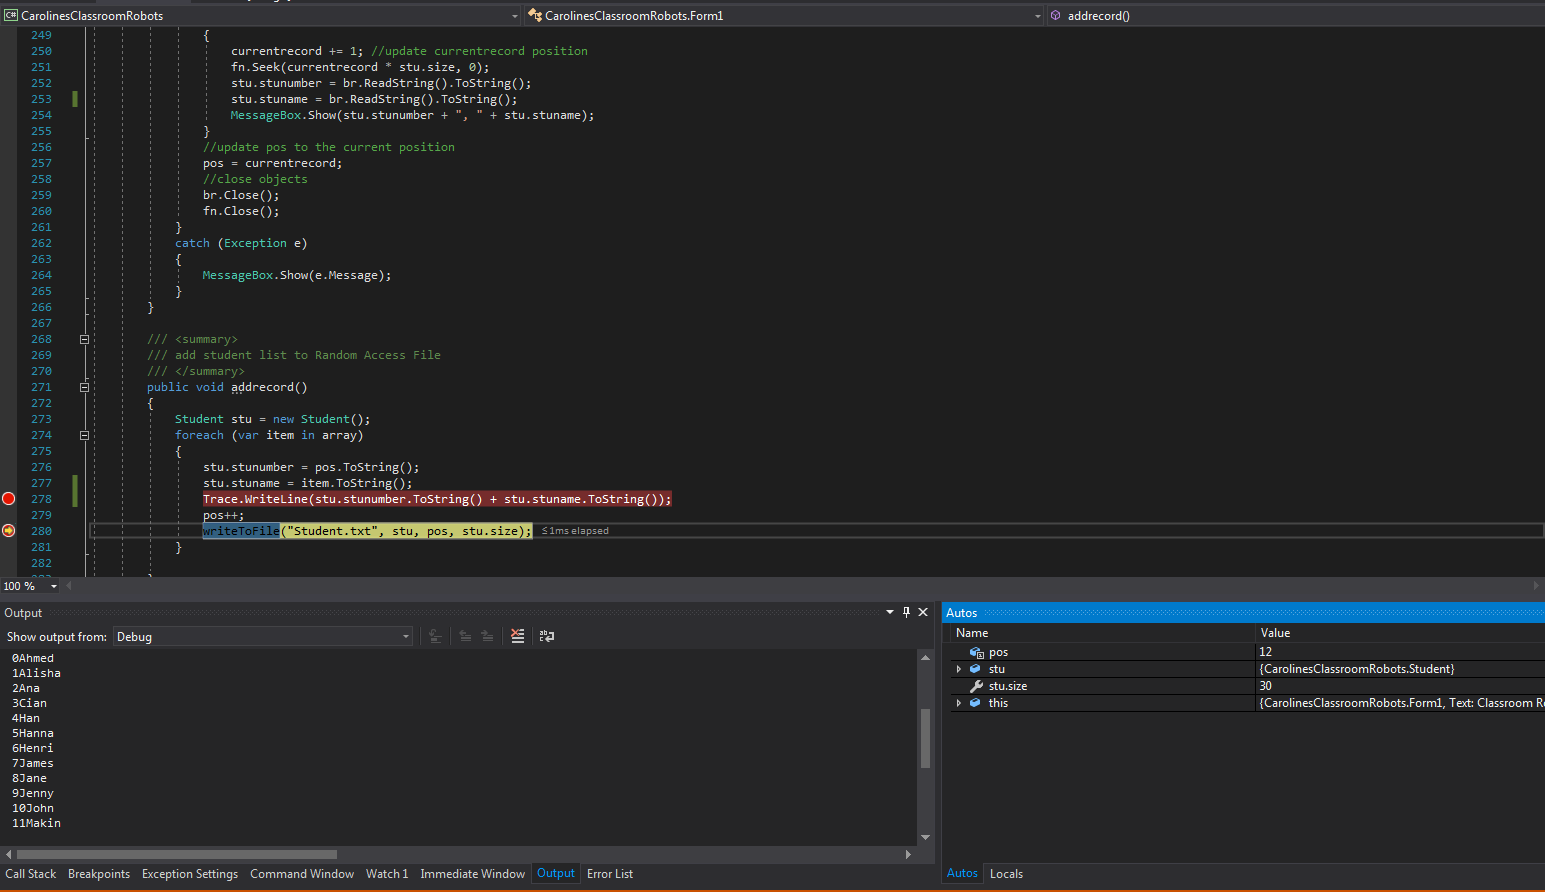 C# CarolinesClassroomRobots CarolinesClassroomRobots.Form1 addrecord()
249 {
250 currentrecord += 1; //update currentrecord position
251 fn.Seek(currentrecord * stu.size, 0);
252 stu.stunumber = br.ReadString().ToString();
253 stu.stuname = br.ReadString().ToString();
254 MessageBox.Show(stu.stunumber + ", " + stu.stuname);
255 }
256 //update pos to the current position
257 pos = currentrecord;
258 //close objects
259 br.Close();
260 fn.Close();
261 }
262 catch (Exception e)
263 {
264 MessageBox.Show(e.Message);
265 }
266 }
267
268 /// <summary>
269 /// add student list to Random Access File
270 /// </summary>
271 public void addrecord()
272 {
273 Student stu = new Student();
274 foreach (var item in array)
275 {
276 stu.stunumber = pos.ToString();
277 stu.stuname = item.ToString();
278 Trace.WriteLine(stu.stunumber.ToString() + stu.stuname.ToString());
279 pos++;
280 writeToFile("Student.txt", stu, pos, stu.size); ≤1ms elapsed
281 }
282
100 %
Output
Show output from: Debug
0Ahmed
1Alisha
2Ana
3Cian
4Han
5Hanna
6Henri
7James
8Jane
9Jenny
10John
11Makin
Call Stack Breakpoints Exception Settings Command Window Watch 1 Immediate Window Output Error List
Autos
Name Value
pos 12
stu {CarolinesClassroomRobots.Student}
stu.size 30
this {CarolinesClassroomRobots.Form1, Text: Classroom R
Autos Locals